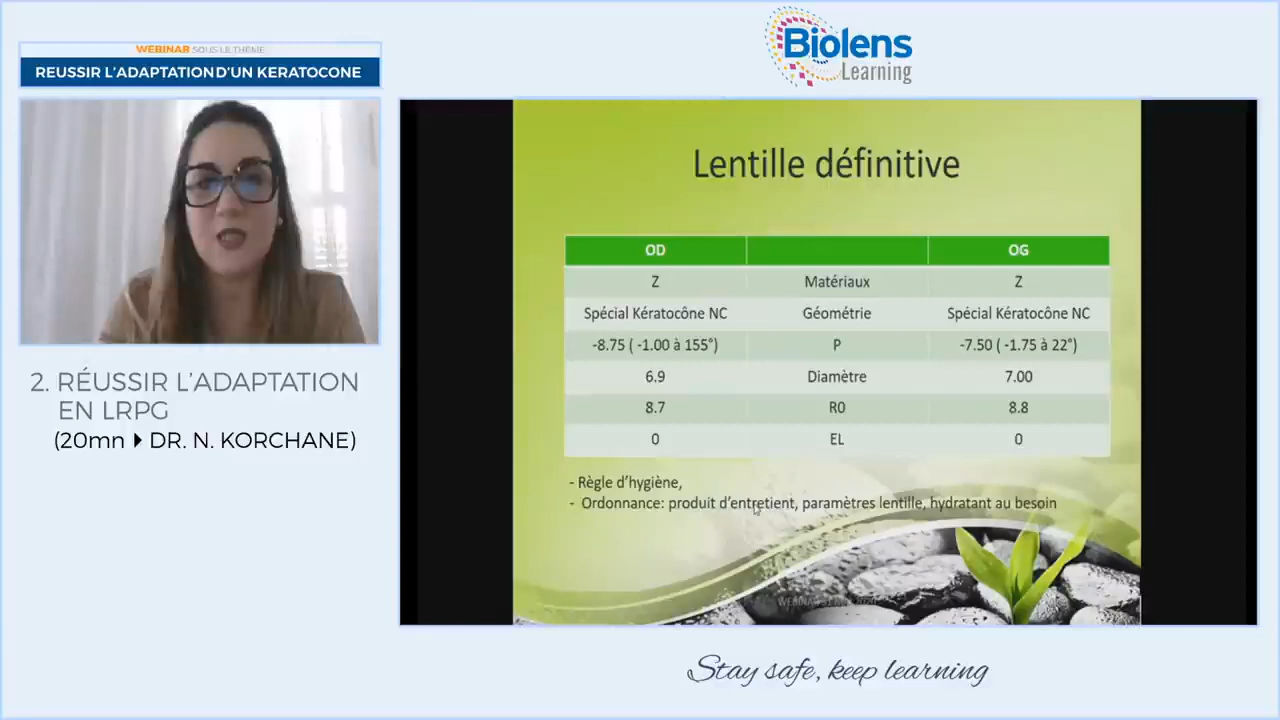 Biolens
Learning
WEBINAR SOUS LE THÈME
REUSSIR L'ADAPTATION D'UN KERATOCONE
2. RÉUSSIR L'ADAPTATION
EN LRPG
(20mn DR. N. KORCHANE)
Lentille définitive
OD OG
Z Matériaux Z
Spécial Kératocône NC Géométrie Spécial Kératocône NC
-8.75 ( -1.00 à 155°) P -7.50 ( -1.75 à 22°)
6.9 Diamètre 7.00
8.7 R0 8.8
0 EL 0
- Règle d'hygiène,
- Ordonnance: produit d'entretient, paramètres lentille, hydratant au besoin
WEBINAR
Stay safe, keep learning